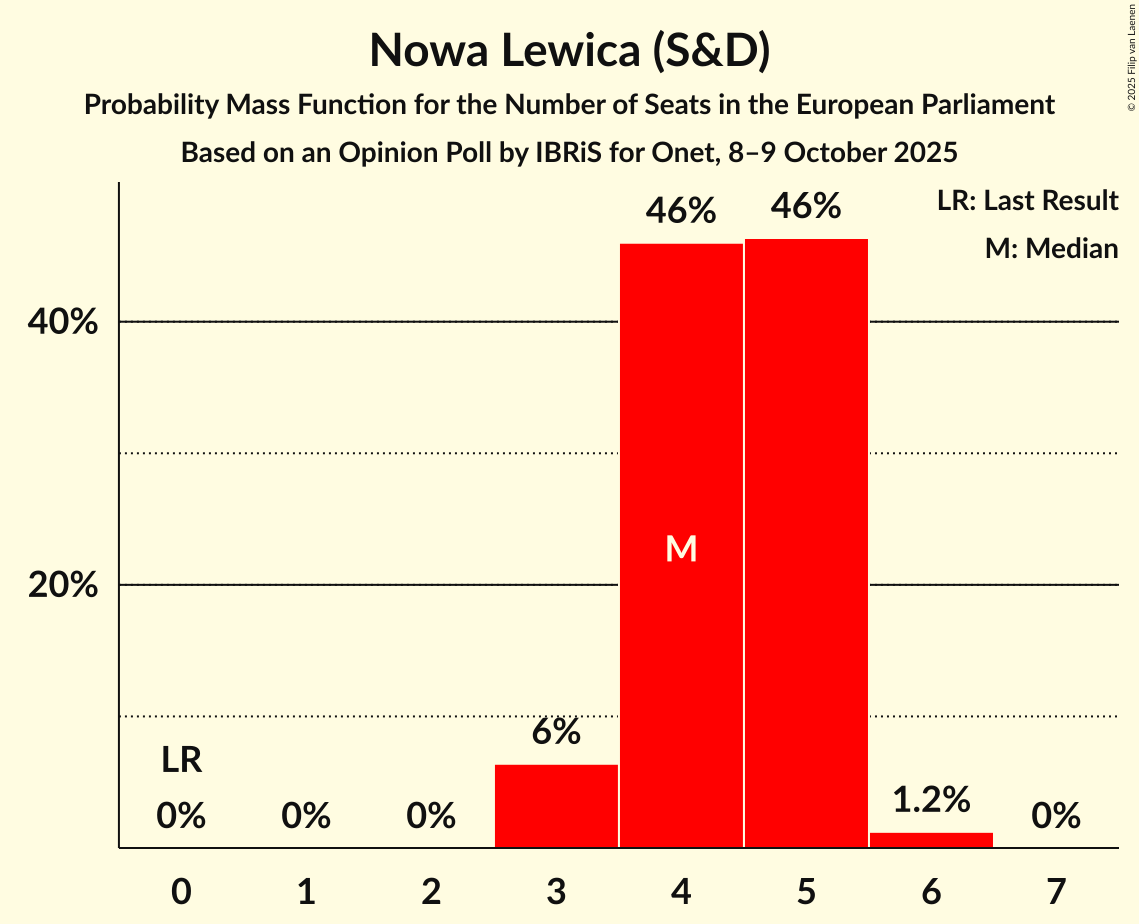 Nowa Lewica (S&D)
Probability Mass Function for the Number of Seats in the European Parliament
Based on an Opinion Poll by IBRiS for Onet, 8–9 October 2025
© 2025 Filip van Laenen
LR: Last Result
M: Median
46%
46%
40%
M
20%
6%
LR
0%
0%
0%
1.2%
0%
0
1
2
3
4
5
6
7